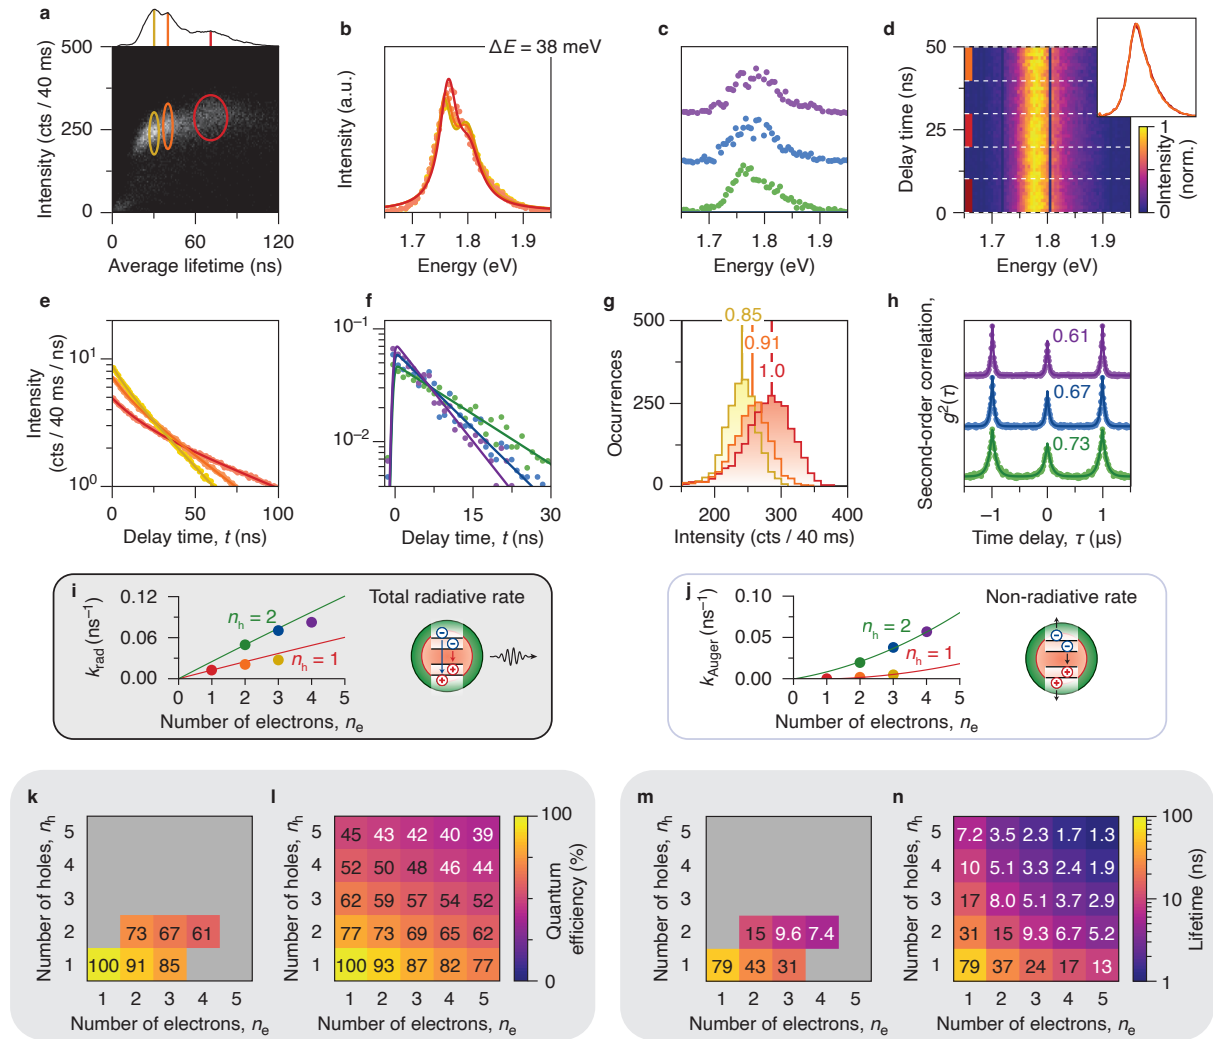 a
Intensity (cts / 40 ms)
500
250
0
0
60
120
Average lifetime (ns)
b
ΔE = 38 meV
Intensity (a.u.)
1.7
1.8
1.9
Energy (eV)
c
1.7
1.8
1.9
Energy (eV)
d
Delay time (ns)
50
25
0
1.7
1.8
1.9
Energy (eV)
1
0
Intensity
(norm.)
e
Intensity
(cts / 40 ms / ns)
10¹
10⁰
0
50
100
Delay time, t (ns)
f
10⁻¹
10⁻²
0
30
Delay time, t (ns)
g
Occurrences
500
250
0
0.85
0.91
1.0
200
300
400
Intensity (cts / 40 ms)
h
Second-order correlation,
g²(τ)
0.61
0.67
0.73
−1
0
1
Time delay, τ (µs)
i
k_rad (ns⁻¹)
0.12
0.06
0.00
n_h = 2
n_h = 1
0 1 2 3 4 5
Number of electrons, n_e
Total radiative rate
− −
+ +
j
k_Auger (ns⁻¹)
0.10
0.05
0.00
n_h = 2
n_h = 1
0 1 2 3 4 5
Number of electrons, n_e
Non-radiative rate
− −
+ +
k
Number of holes, n_h
5
4
3
2 73 67 61
1 100 91 85
1 2 3 4 5
Number of electrons, n_e
l
5 45 43 42 40 39
4 52 50 48 46 44
3 62 59 57 54 52
2 77 73 69 65 62
1 100 93 87 82 77
1 2 3 4 5
Number of electrons, n_e
100
0
Quantum
efficiency (%)
m
Number of holes, n_h
5
4
3
2 15 9.6 7.4
1 79 43 31
1 2 3 4 5
Number of electrons, n_e
n
Number of holes, n_h
5 7.2 3.5 2.3 1.7 1.3
4 10 5.1 3.3 2.4 1.9
3 17 8.0 5.1 3.7 2.9
2 31 15 9.3 6.7 5.2
1 79 37 24 17 13
1 2 3 4 5
Number of electrons, n_e
100
10
1
Lifetime (ns)